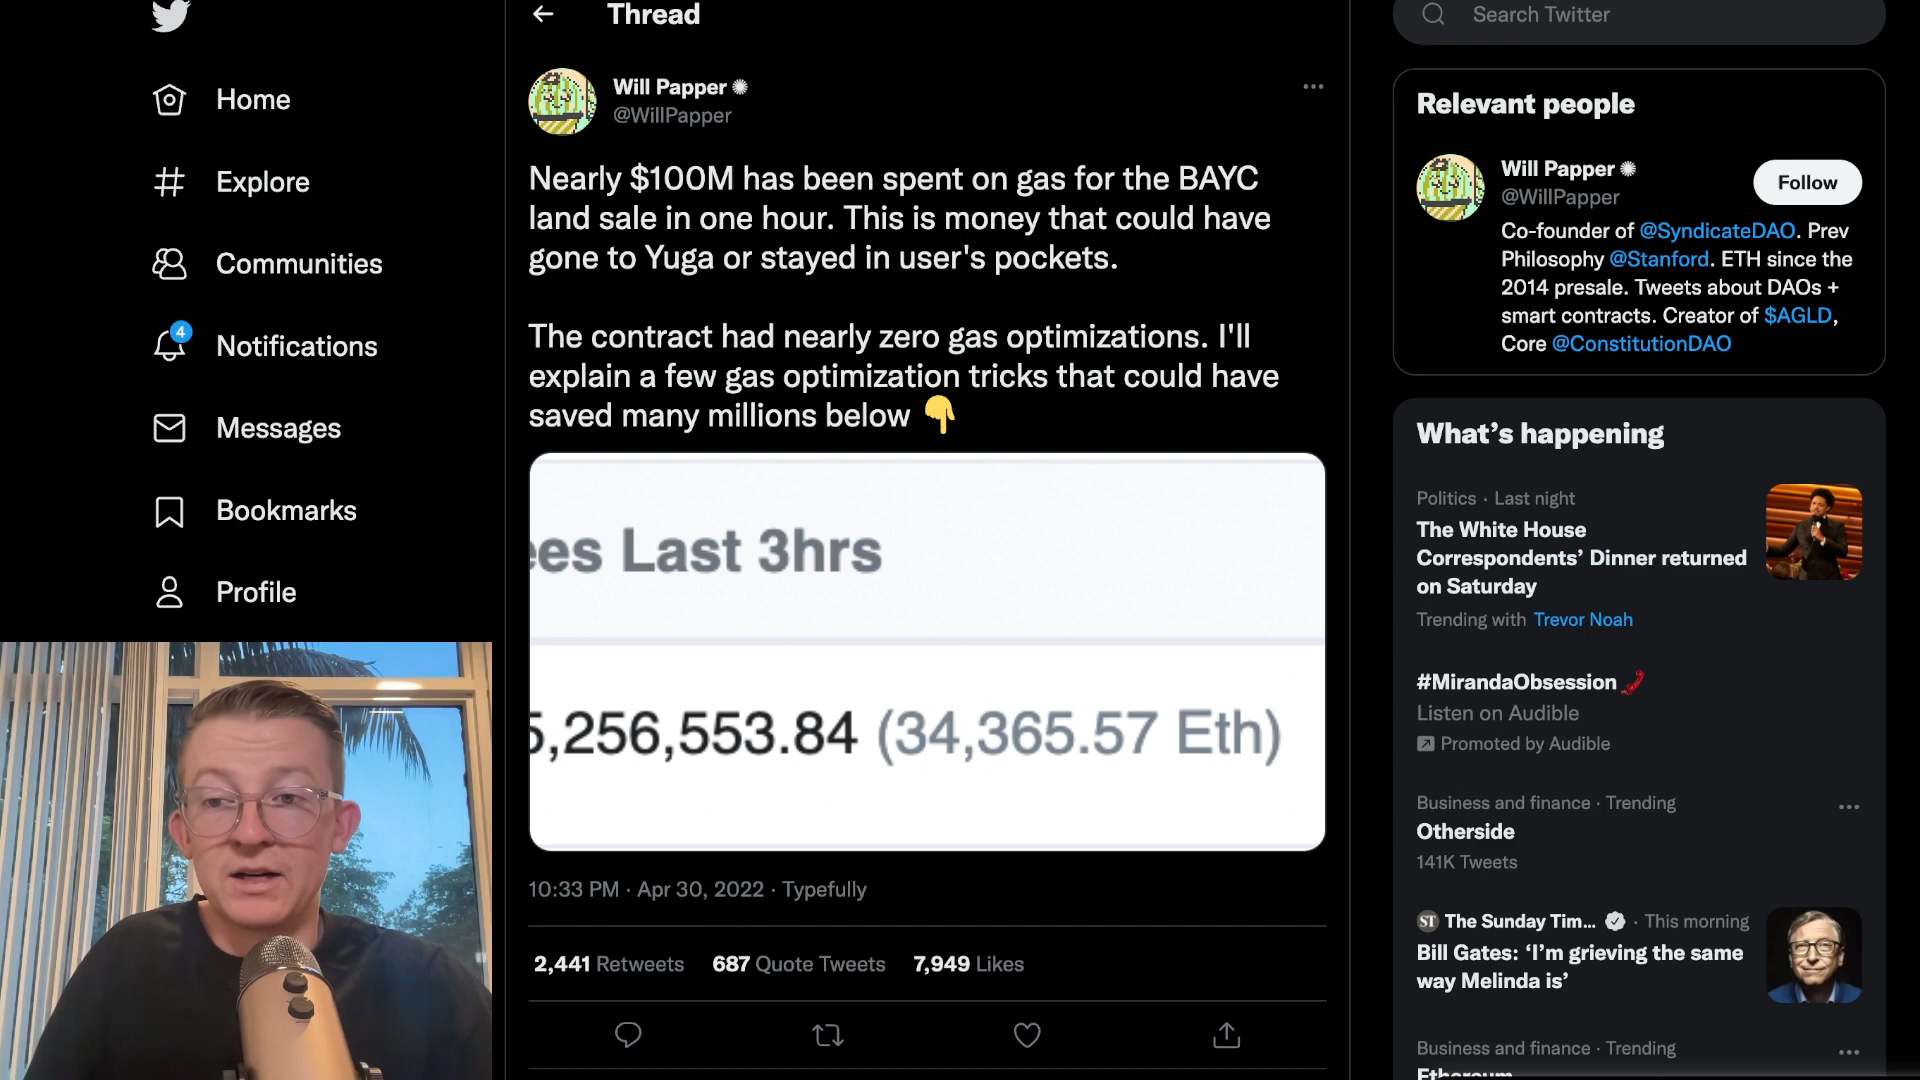 Home
Explore
Communities
4
Notifications
Messages
Bookmarks
Profile
Thread
Will Papper
@WillPapper
Nearly $100M has been spent on gas for the BAYC
land sale in one hour. This is money that could have
gone to Yuga or stayed in user's pockets.
The contract had nearly zero gas optimizations. I'll
explain a few gas optimization tricks that could have
saved many millions below 👇
ees Last 3hrs
5,256,553.84 (34,365.57 Eth)
10:33 PM · Apr 30, 2022 · Typefully
2,441 Retweets 687 Quote Tweets 7,949 Likes
Search Twitter
Relevant people
Will Papper
@WillPapper
Follow
Co-founder of @SyndicateDAO. Prev
Philosophy @Stanford. ETH since the
2014 presale. Tweets about DAOs +
smart contracts. Creator of $AGLD,
Core @ConstitutionDAO
What’s happening
Politics · Last night
The White House
Correspondents’ Dinner returned
on Saturday
Trending with Trevor Noah
#MirandaObsession
Listen on Audible
Promoted by Audible
Business and finance · Trending
Otherside
141K Tweets
ST The Sunday Tim... · This morning
Bill Gates: ‘I’m grieving the same
way Melinda is’
Business and finance · Trending
Ethereum